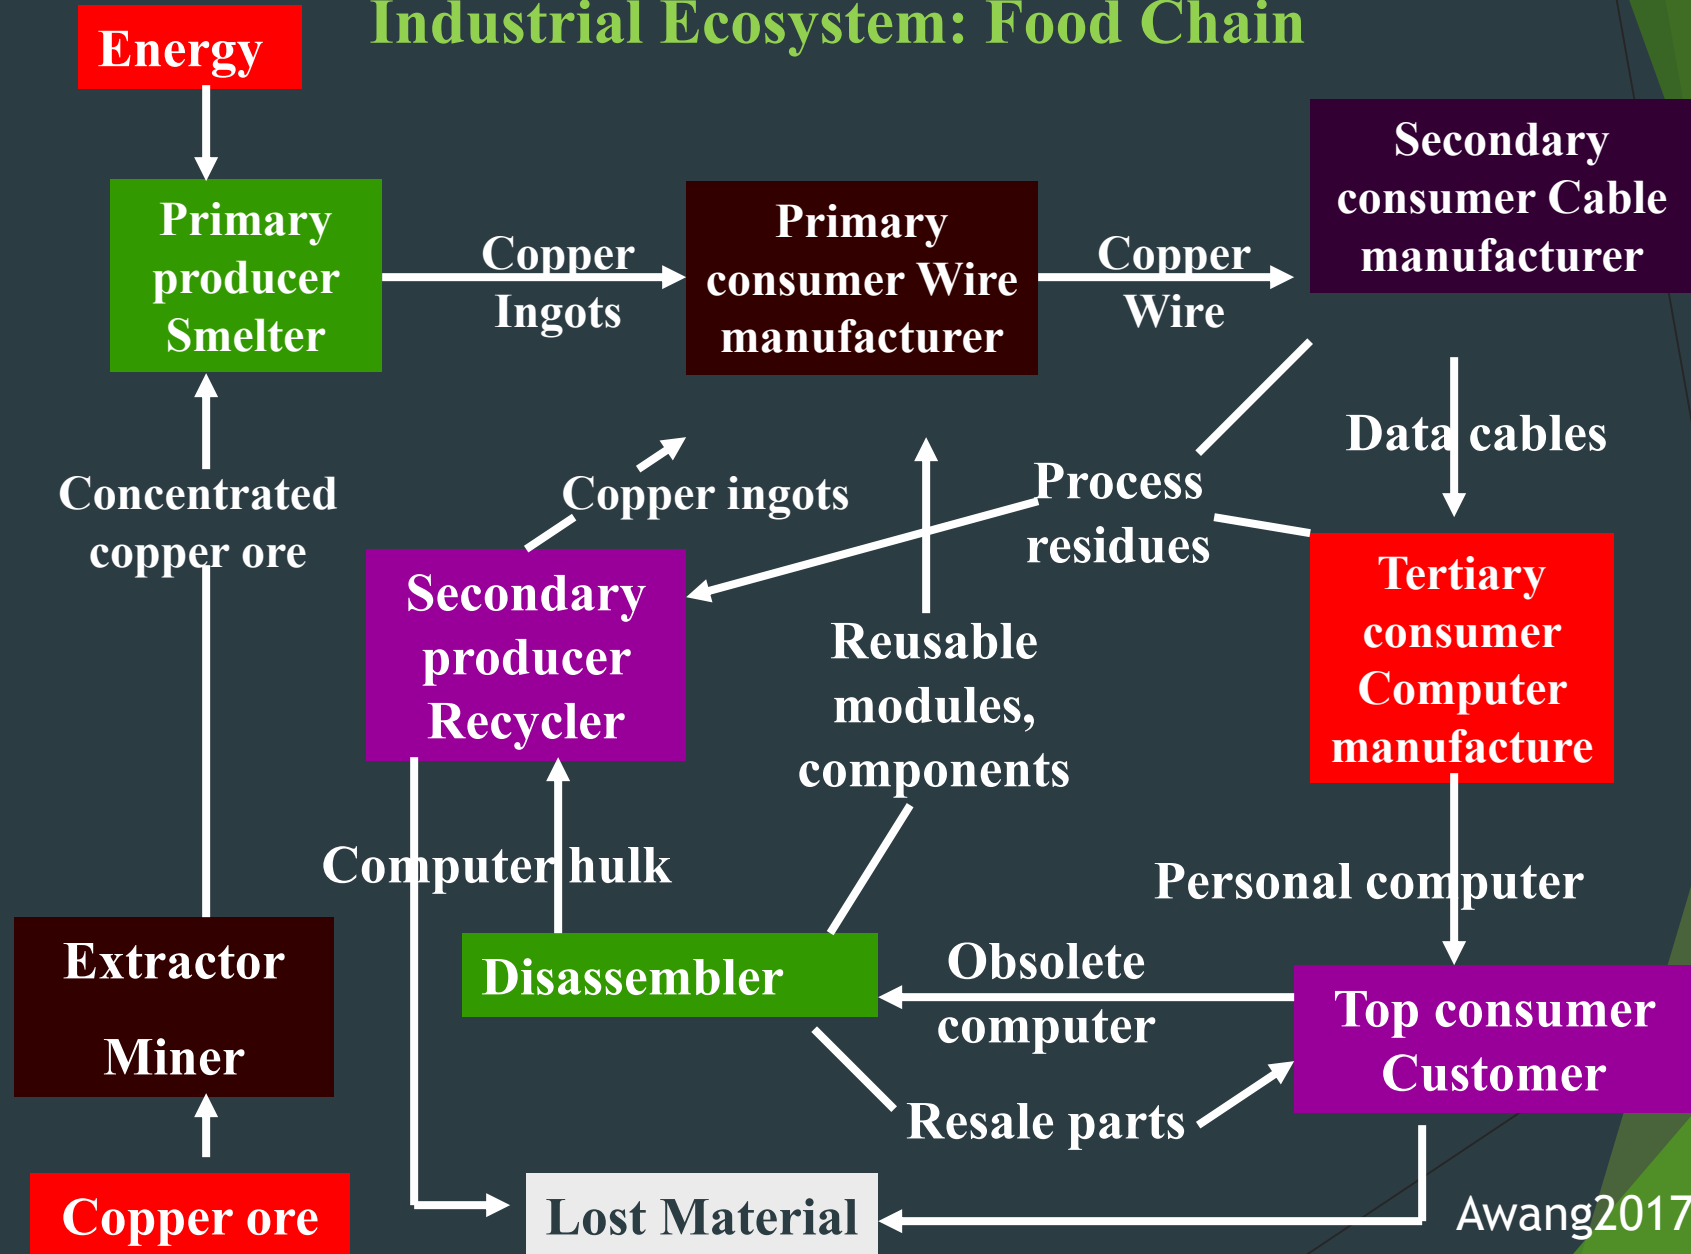 Industrial Ecosystem: Food Chain
Energy
Primary
producer
Smelter
Copper
Ingots
Primary
consumer Wire
manufacturer
Copper
Wire
Secondary
consumer Cable
manufacturer
Data cables
Concentrated
copper ore
Copper ingots
Process
residues
Secondary
producer
Recycler
Reusable
modules,
components
Tertiary
consumer
Computer
manufacture
Computer hulk
Personal computer
Extractor
Miner
Disassembler
Obsolete
computer
Top consumer
Customer
Resale parts
Copper ore
Lost Material
Awang2017